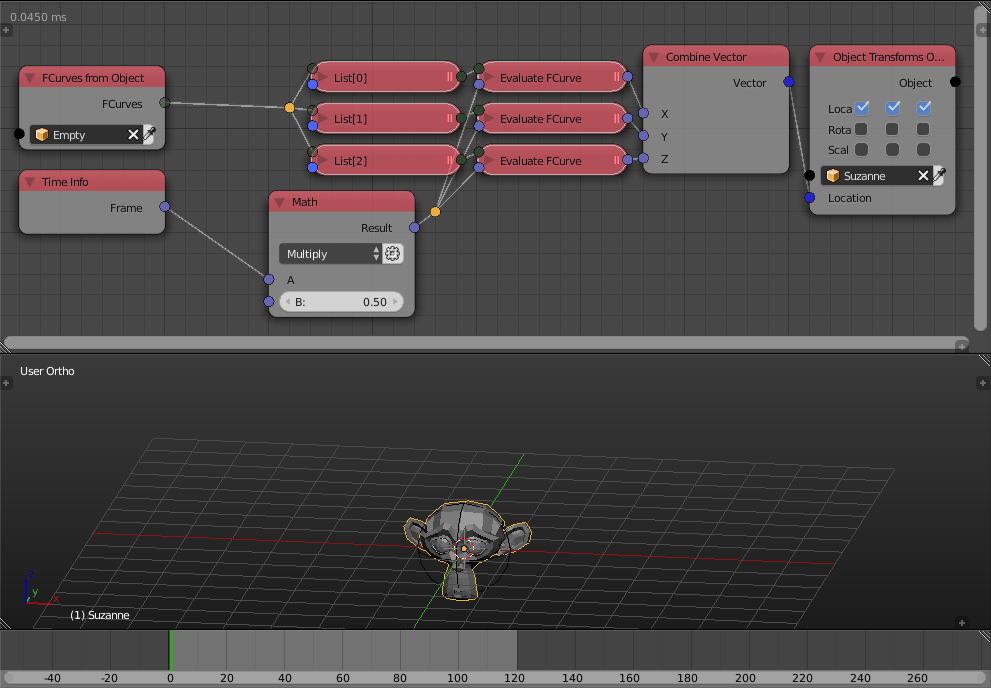 0.0450 ms
FCurves from Object
FCurves
Empty
Time Info
Frame
List[0]
List[1]
List[2]
Evaluate FCurve
Evaluate FCurve
Evaluate FCurve
Math
Result
Multiply
A
B: 0.50
Combine Vector
Vector
X
Y
Z
Object Transforms O...
Object
Loca
Rota
Scal
Suzanne
Location
User Ortho
z
y
x
(1) Suzanne
-40 -20 0 20 40 60 80 100 120 140 160 180 200 220 240 260